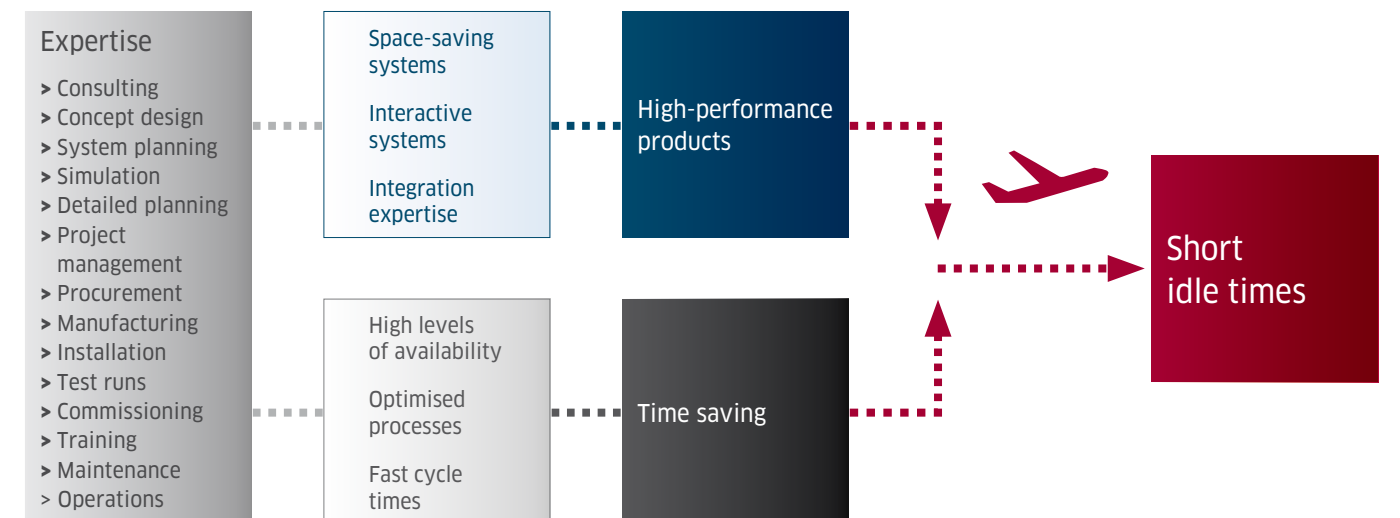 Expertise
> Consulting
> Concept design
> System planning
> Simulation
> Detailed planning
> Project
management
> Procurement
> Manufacturing
> Installation
> Test runs
> Commissioning
> Training
> Maintenance
> Operations
Space-saving
systems
Interactive
systems
Integration
expertise
High-performance
products
High levels
of availability
Optimised
processes
Fast cycle
times
Time saving
Short
idle times